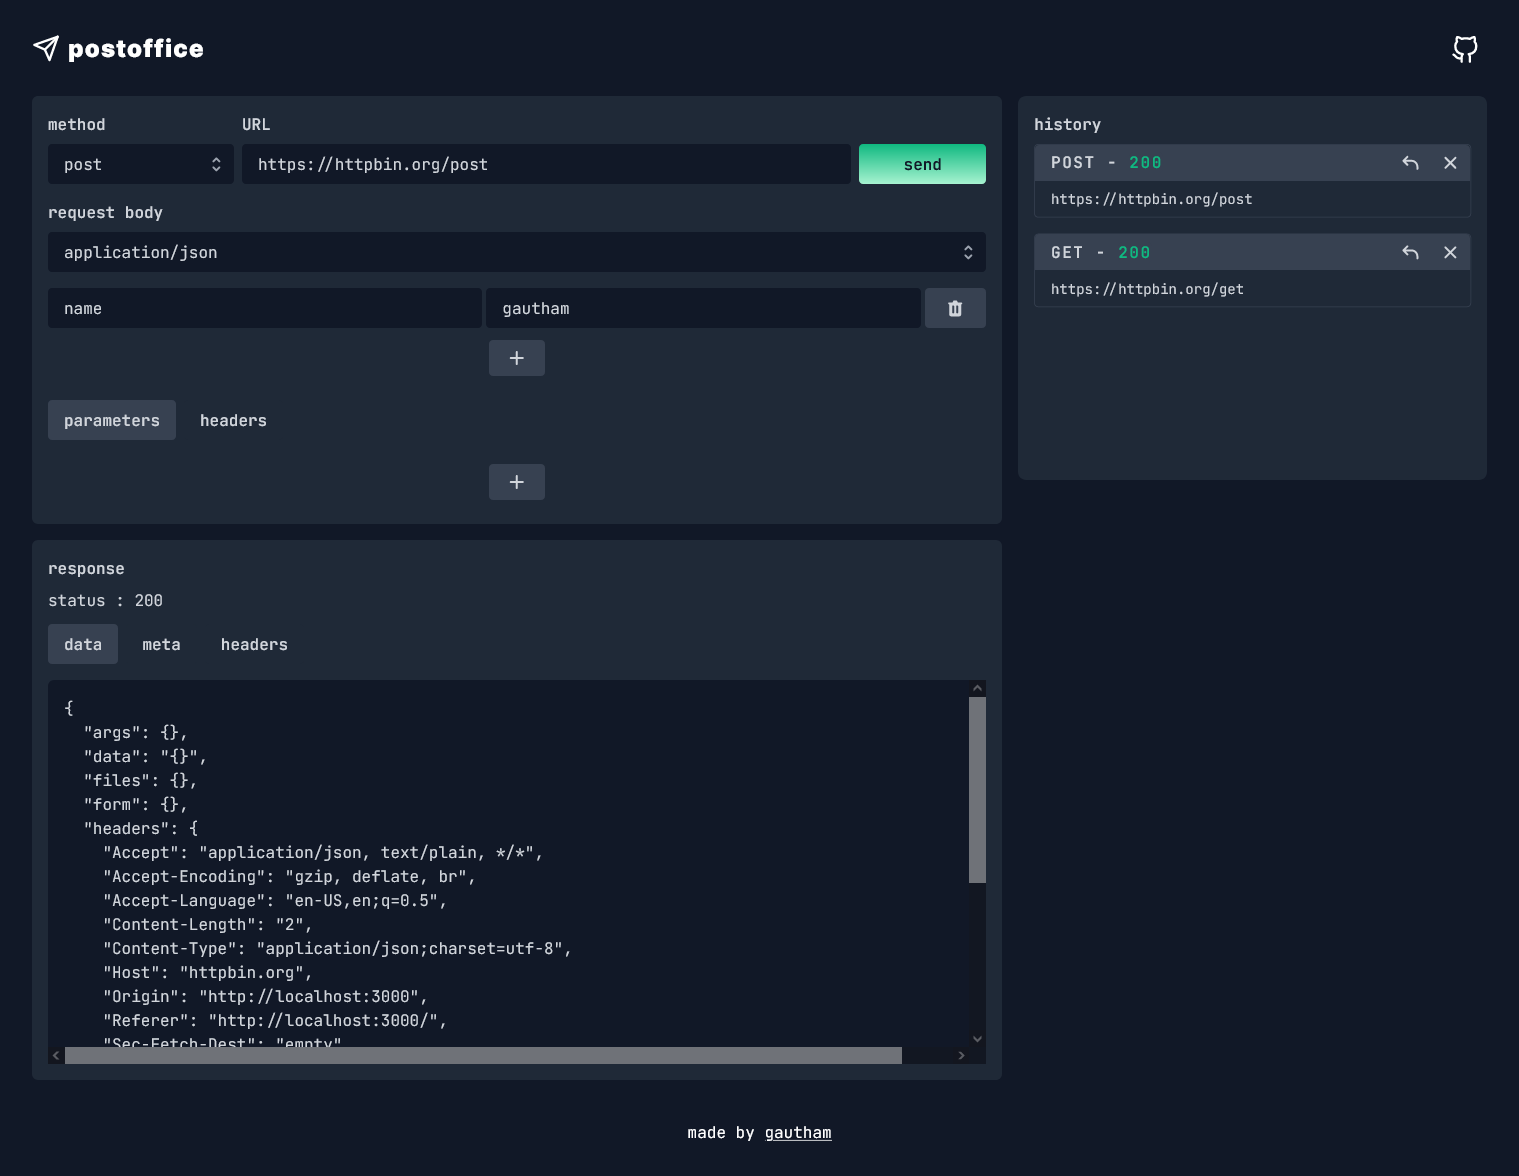 postoffice
method URL
post https://httpbin.org/post send
request body
application/json
name gautham
+
parameters headers
+
history
POST - 200
https://httpbin.org/post
GET - 200
https://httpbin.org/get
response
status : 200
data meta headers
{
  "args": {},
  "data": "{}",
  "files": {},
  "form": {},
  "headers": {
    "Accept": "application/json, text/plain, */*",
    "Accept-Encoding": "gzip, deflate, br",
    "Accept-Language": "en-US,en;q=0.5",
    "Content-Length": "2",
    "Content-Type": "application/json;charset=utf-8",
    "Host": "httpbin.org",
    "Origin": "http://localhost:3000",
    "Referer": "http://localhost:3000/",
    "Sec-Fetch-Dest": "empty"
made by gautham